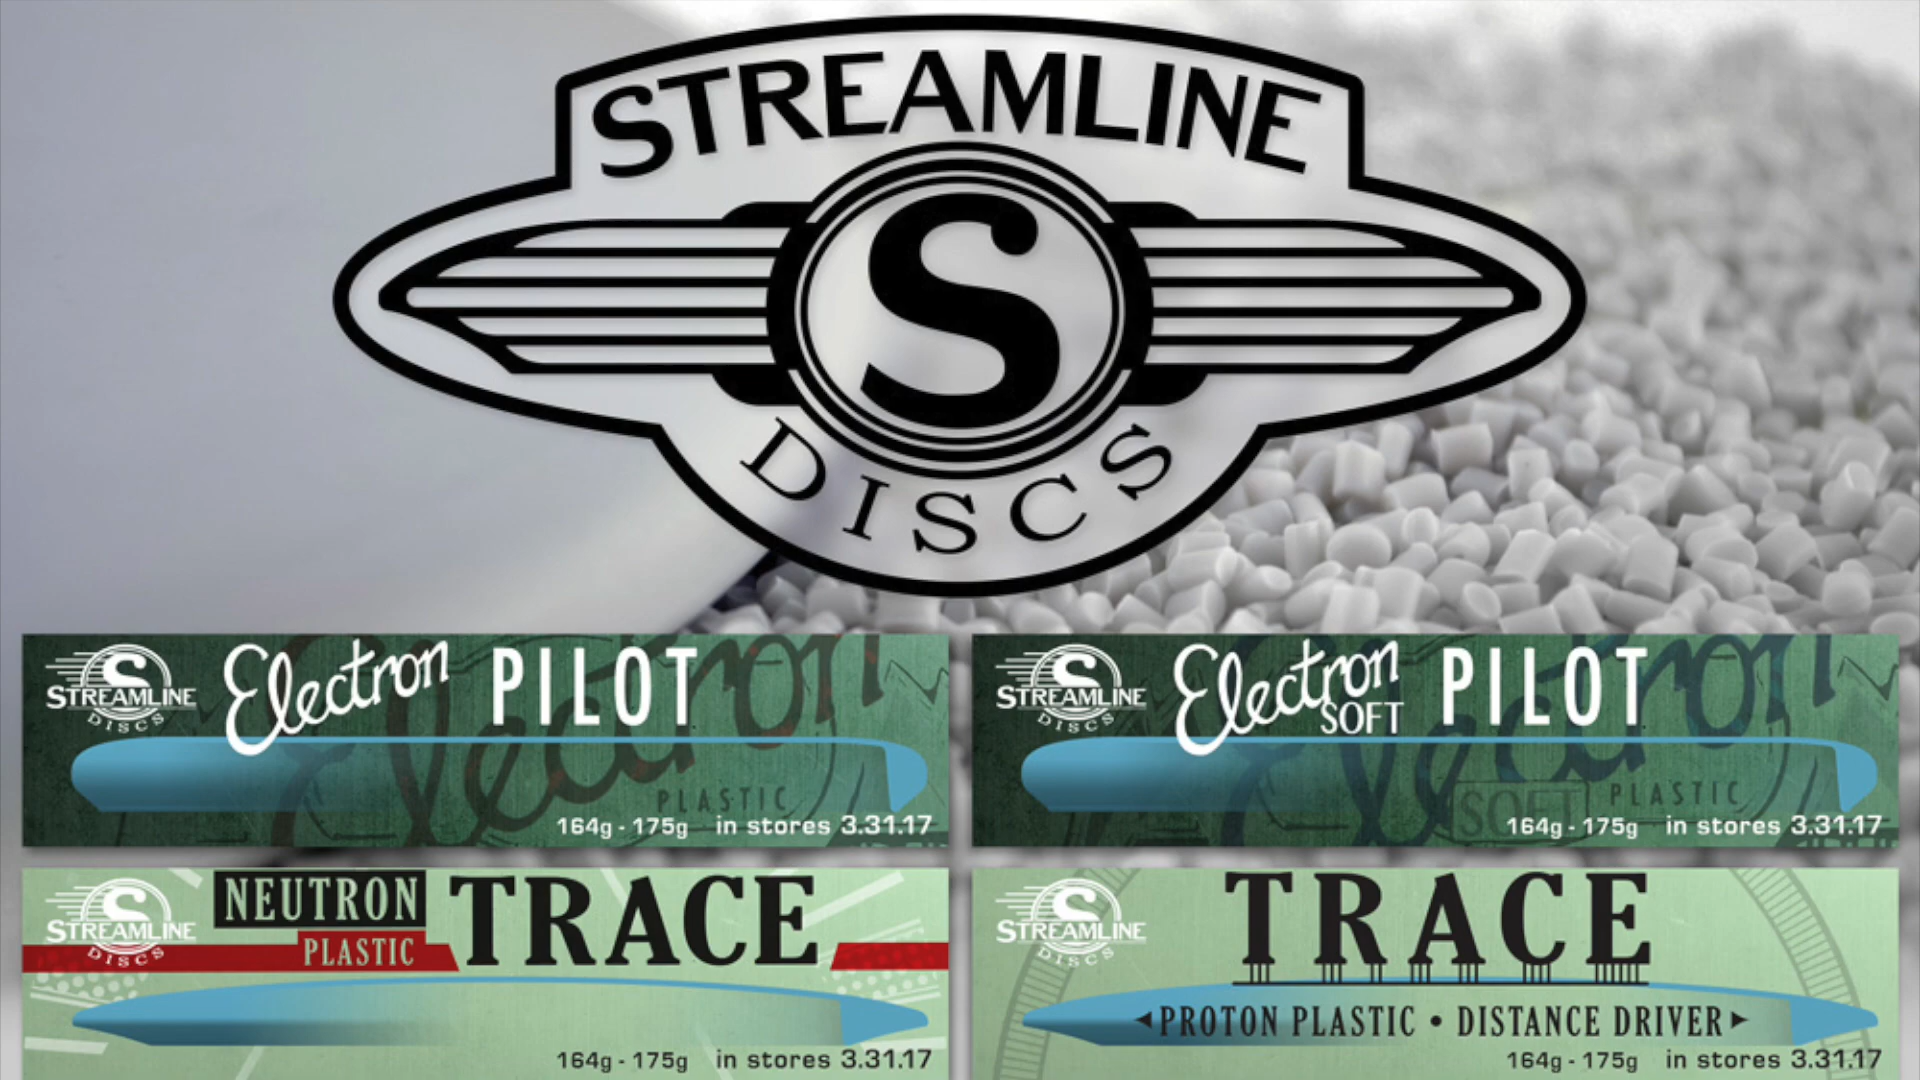 STREAMLINE
S
DISCS
S
STREAMLINE
DISCS
Electron PILOT
PLASTIC
164g - 175g in stores 3.31.17
S
STREAMLINE
DISCS
Electron SOFT PILOT
SOFT PLASTIC
164g - 175g in stores 3.31.17
S
STREAMLINE
DISCS
NEUTRON
PLASTIC
TRACE
164g - 175g in stores 3.31.17
S
STREAMLINE
DISCS
TRACE
PROTON PLASTIC • DISTANCE DRIVER
164g - 175g in stores 3.31.17